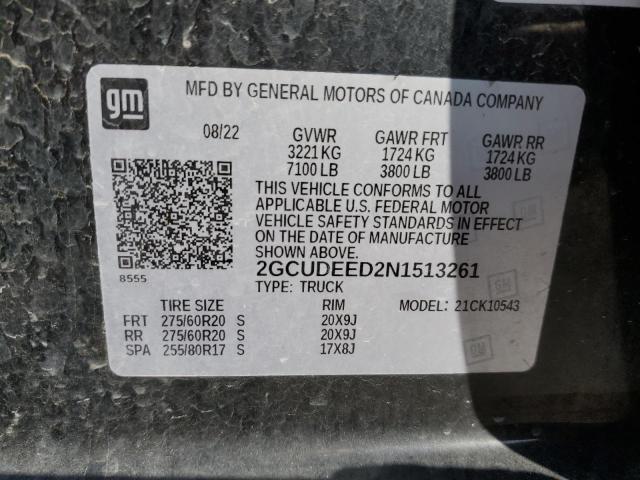 gm
MFD BY GENERAL MOTORS OF CANADA COMPANY
08/22 GVWR GAWR FRT GAWR RR
3221 KG 1724 KG 1724 KG
7100 LB 3800 LB 3800 LB
THIS VEHICLE CONFORMS TO ALL
APPLICABLE U.S. FEDERAL MOTOR
VEHICLE SAFETY STANDARDS IN EFFECT
ON THE DATE OF MANUFACTURE
SHOWN ABOVE.
8555
2GCUDEED2N1513261
TYPE: TRUCK
TIRE SIZE RIM MODEL: 21CK10543
FRT 275/60R20 S 20X9J
RR 275/60R20 S 20X9J
SPA 255/80R17 S 17X8J
GM
GM
GM